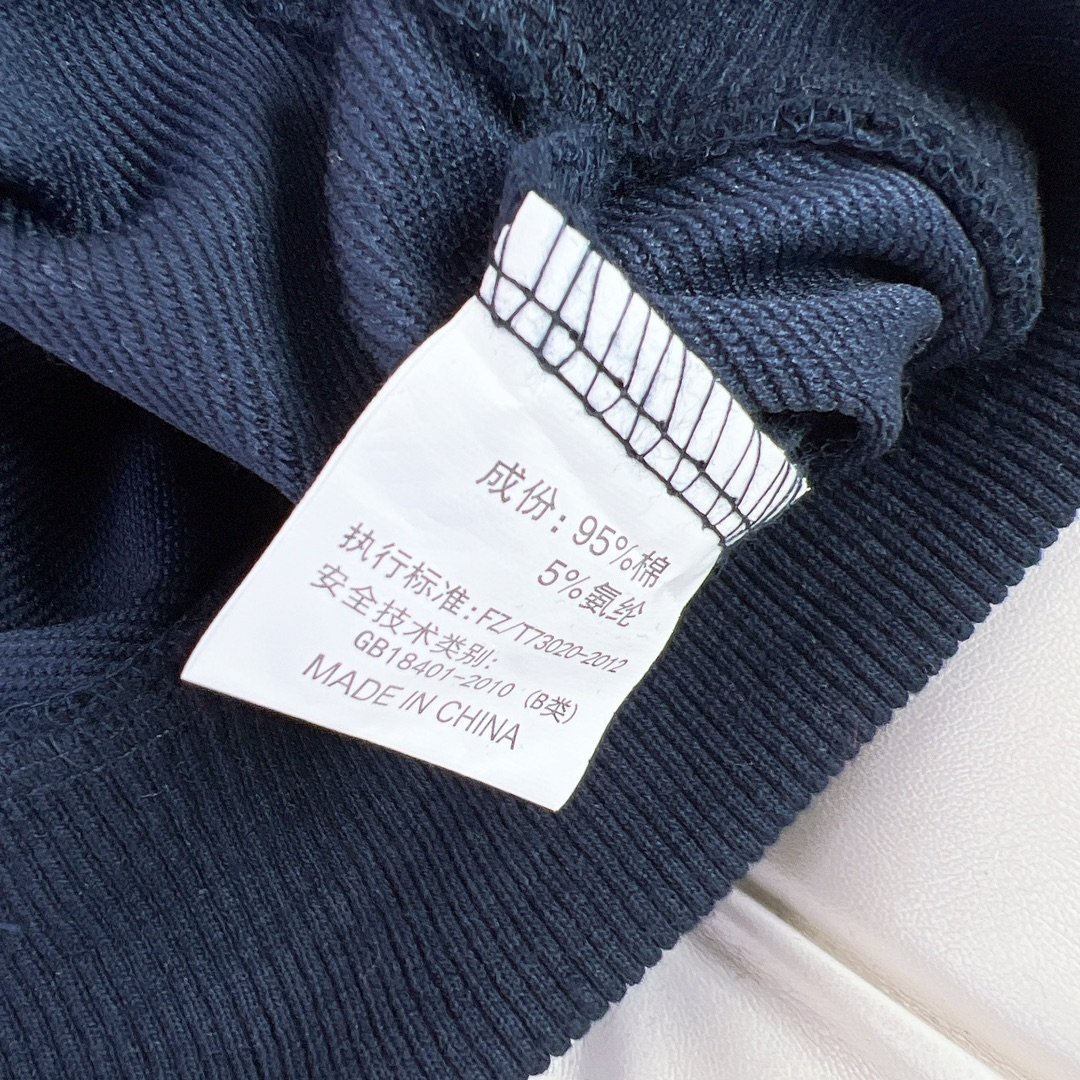 成份：95%棉
5%氨纶
执行标准：FZ/T73020-2012
安全技术类别：
GB18401-2010（B类）
MADE IN CHINA